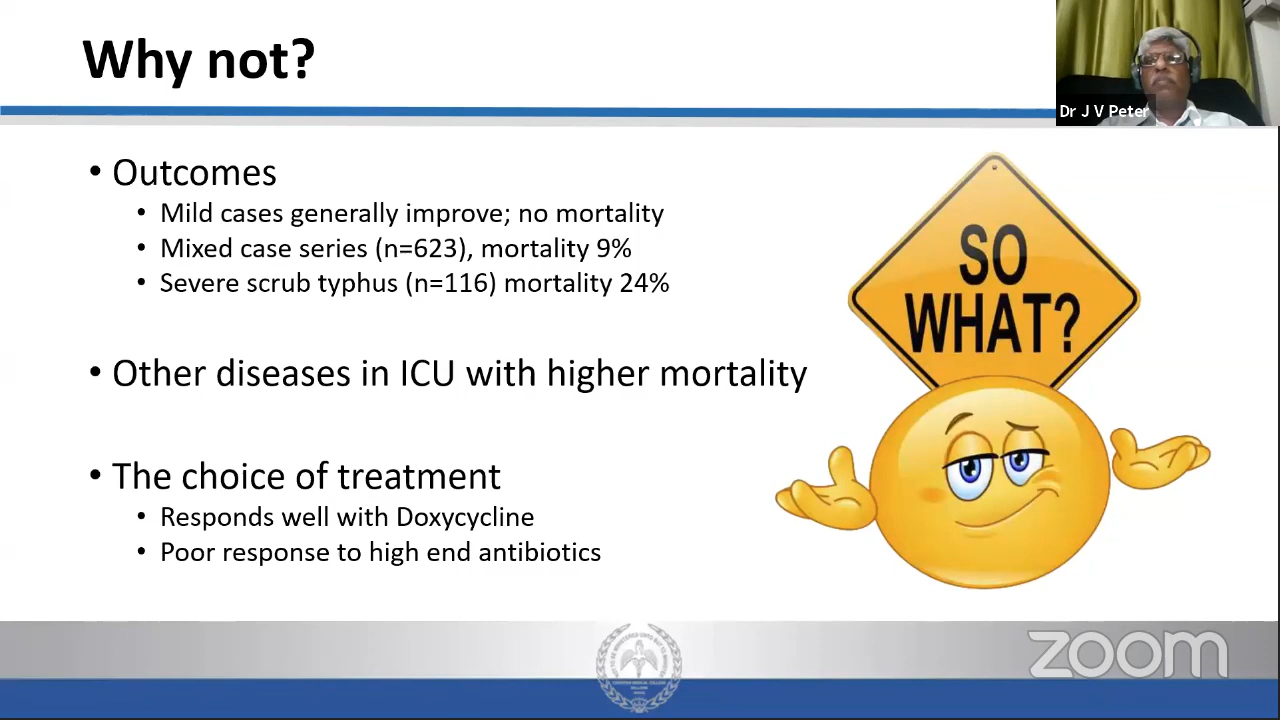 Why not?
Dr J V Peter
• Outcomes
• Mild cases generally improve; no mortality
• Mixed case series (n=623), mortality 9%
• Severe scrub typhus (n=116) mortality 24%
• Other diseases in ICU with higher mortality
• The choice of treatment
• Responds well with Doxycycline
• Poor response to high end antibiotics
SO
WHAT?
zoom